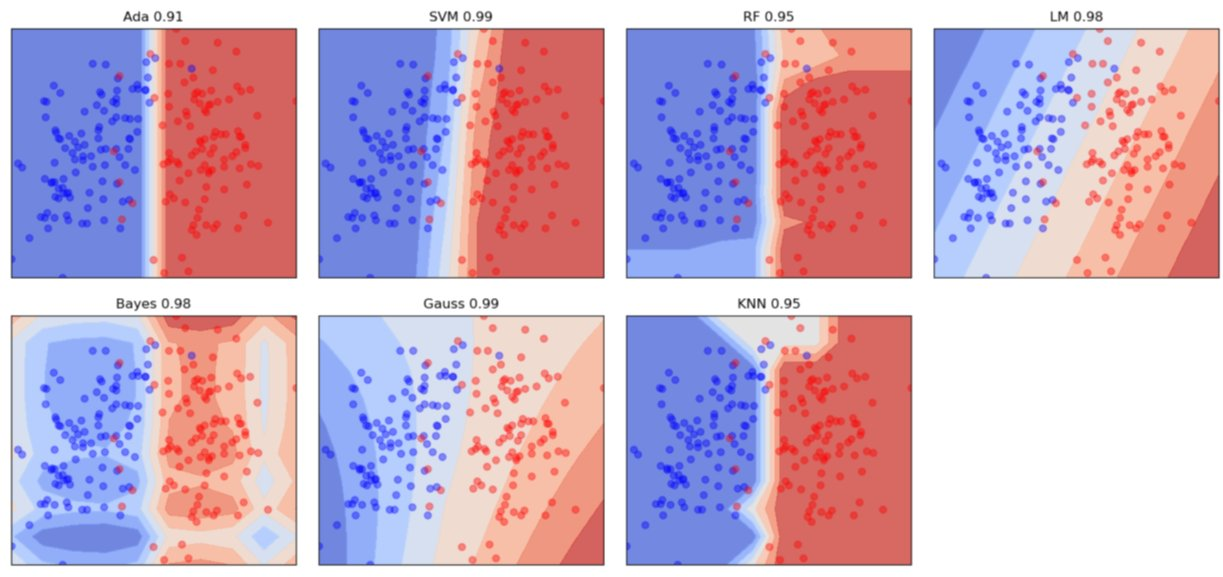 Ada 0.91
SVM 0.99
RF 0.95
LM 0.98
Bayes 0.98
Gauss 0.99
KNN 0.95